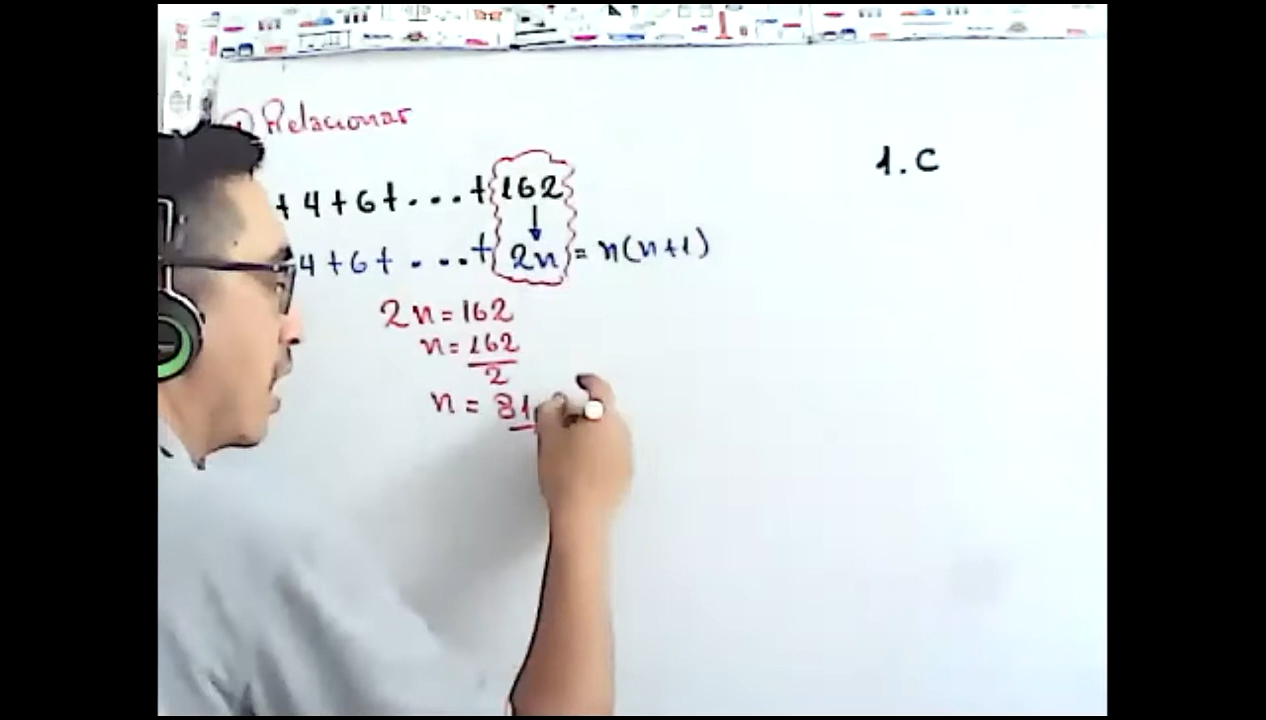 1) Relacionar
1. C
+ 4 + 6 + . . . + 162
4 + 6 + . . . + 2n = n(n+1)
2n = 162
n = 162
2
n = 81